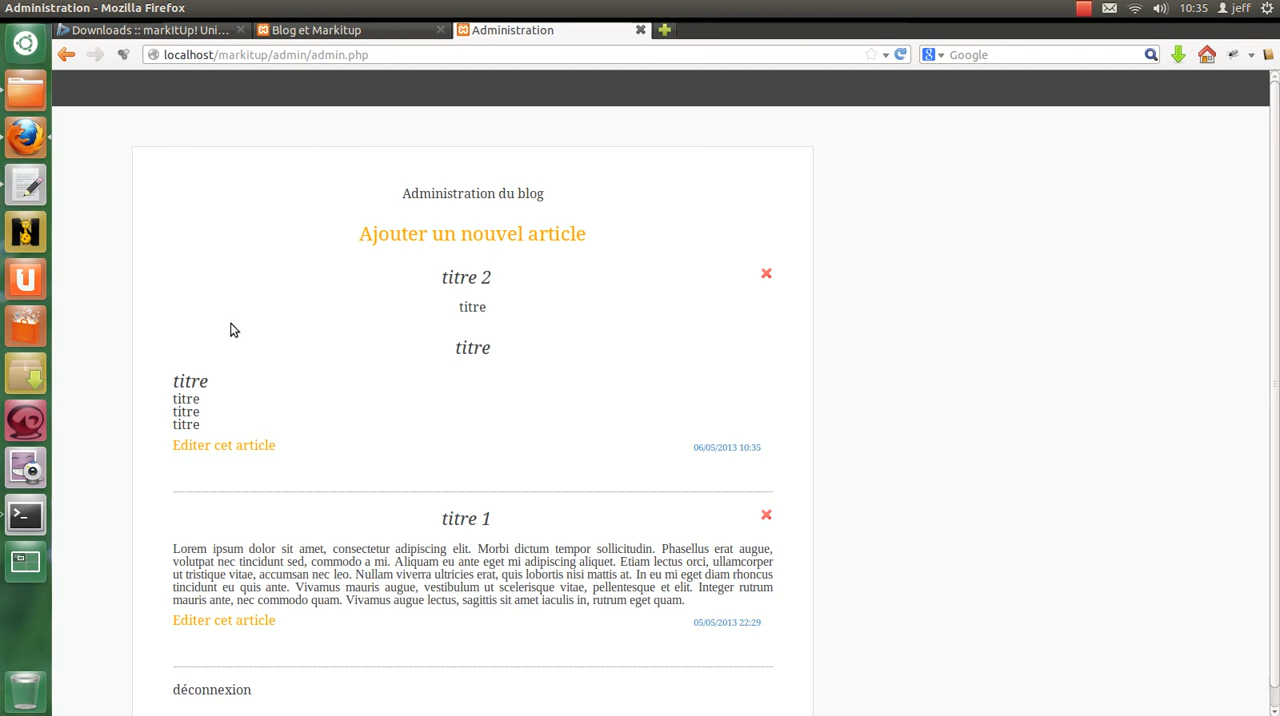 Administration - Mozilla Firefox
10:35
jeff
Downloads :: markItUp! Uni...
Blog et Markitup
Administration
localhost/markitup/admin/admin.php
Google
Administration du blog
Ajouter un nouvel article
titre 2
titre
titre
titre
titre
titre
titre
Editer cet article
06/05/2013 10:35
titre 1
Lorem ipsum dolor sit amet, consectetur adipiscing elit. Morbi dictum tempor sollicitudin. Phasellus erat augue,
volutpat nec tincidunt sed, commodo a mi. Aliquam eu ante eget mi adipiscing aliquet. Etiam lectus orci, ullamcorper
ut tristique vitae, accumsan nec leo. Nullam viverra ultricies erat, quis lobortis nisi mattis at. In eu mi eget diam rhoncus
tincidunt eu quis ante. Vivamus mauris augue, vestibulum ut scelerisque vitae, pellentesque et elit. Integer rutrum
mauris ante, nec commodo quam. Vivamus augue lectus, sagittis sit amet iaculis in, rutrum eget quam.
Editer cet article
05/05/2013 22:29
déconnexion